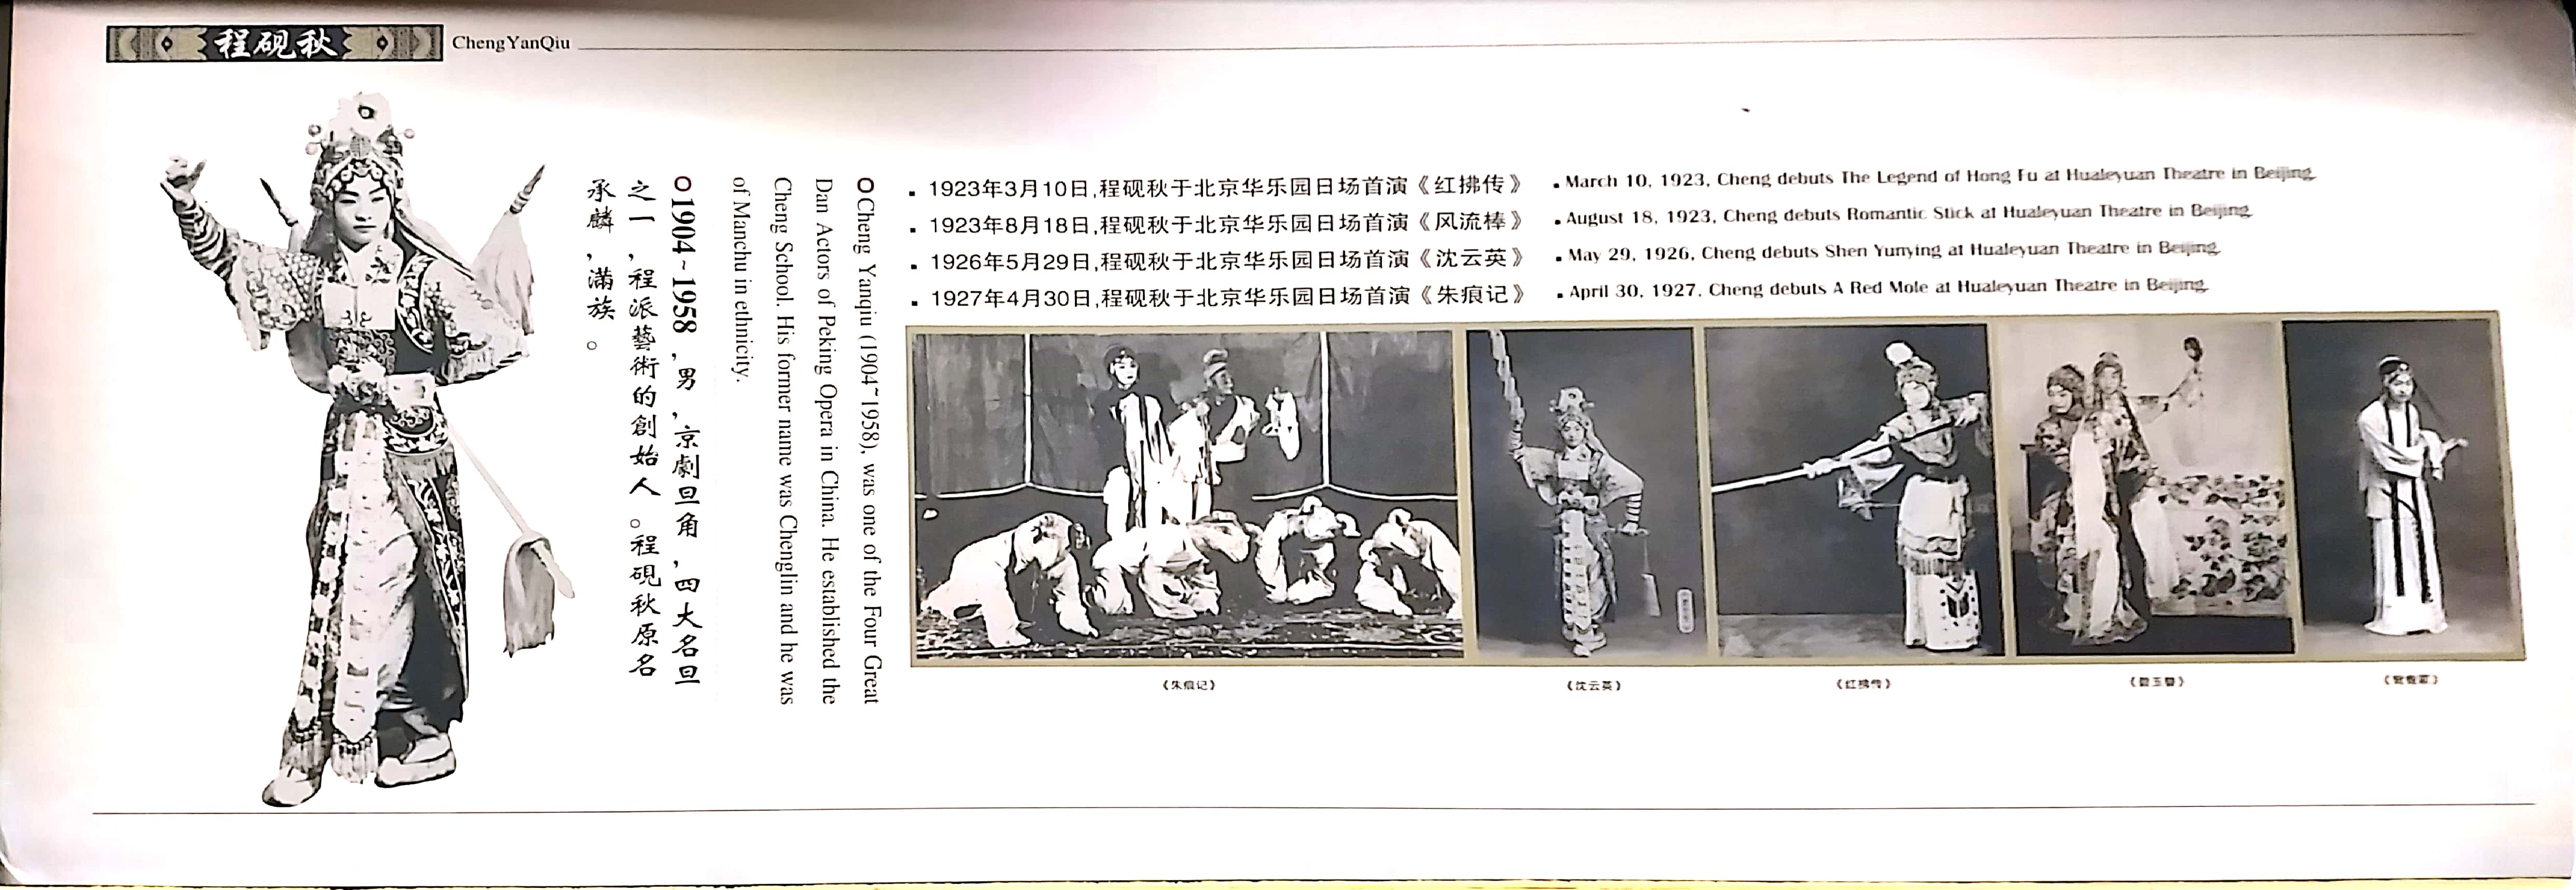 程砚秋
ChengYanQiu
○1904~1958,男,京劇旦角,四大名旦
之一,程派藝術的創始人。程硯秋原名
承麟,滿族。
○Cheng Yanqiu (1904~1958), was one of the Four Great
Dan Actors of Peking Opera in China. He established the
Cheng School. His former name was Chenglin and he was
of Manchu in ethnicity.
. 1923年3月10日,程砚秋于北京华乐园日场首演《红拂传》
. 1923年8月18日,程砚秋于北京华乐园日场首演《风流棒》
. 1926年5月29日,程砚秋于北京华乐园日场首演《沈云英》
. 1927年4月30日,程砚秋于北京华乐园日场首演《朱痕记》
. March 10, 1923, Cheng debuts The Legend of Hong Fu at Hualeyuan Theatre in Beijing.
. August 18, 1923, Cheng debuts Romantic Stick at Hualeyuan Theatre in Beijing.
. May 29, 1926, Cheng debuts Shen Yunying at Hualeyuan Theatre in Beijing.
. April 30, 1927, Cheng debuts A Red Mole at Hualeyuan Theatre in Beijing.
《朱痕记》
《沈云英》
《红拂传》
《碧玉簪》
《鸳鸯冢》